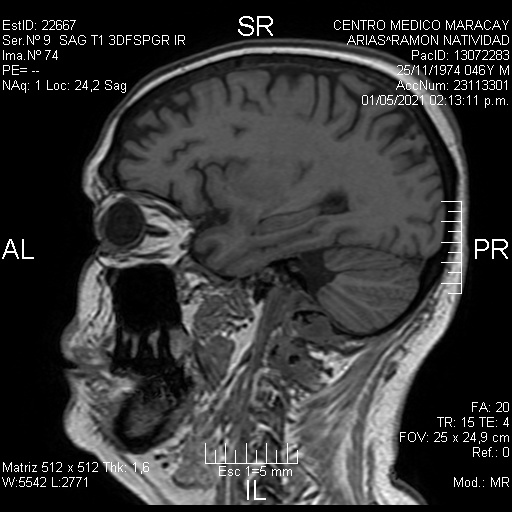 EstID: 22667
Ser.Nº 9 SAG T1 3DFSPGR IR
Ima.Nº 74
PE= --
NAq: 1 Loc: 24,2 Sag
SR
CENTRO MEDICO MARACAY
ARIAS^RAMON NATIVIDAD
PacID: 13072283
25/11/1974 046Y M
AccNum: 23113301
01/05/2021 02:13:11 p.m.
AL
PR
Matriz 512 x 512 Thk: 1,6
W:5542 L:2771
Esc 1=5 mm
IL
FA: 20
TR: 15 TE: 4
FOV: 25 x 24,9 cm
Ref.: 0
Mod.: MR